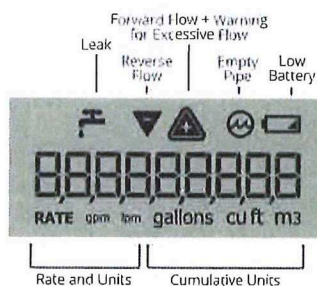 Forward Flow + Warning
for Excessive Flow
Leak
Reverse
Flow
Empty
Pipe
Low
Battery
8,8,8,8,8,8,8,8,8
RATE gpm lpm gallons cu ft m3
Rate and Units
Cumulative Units